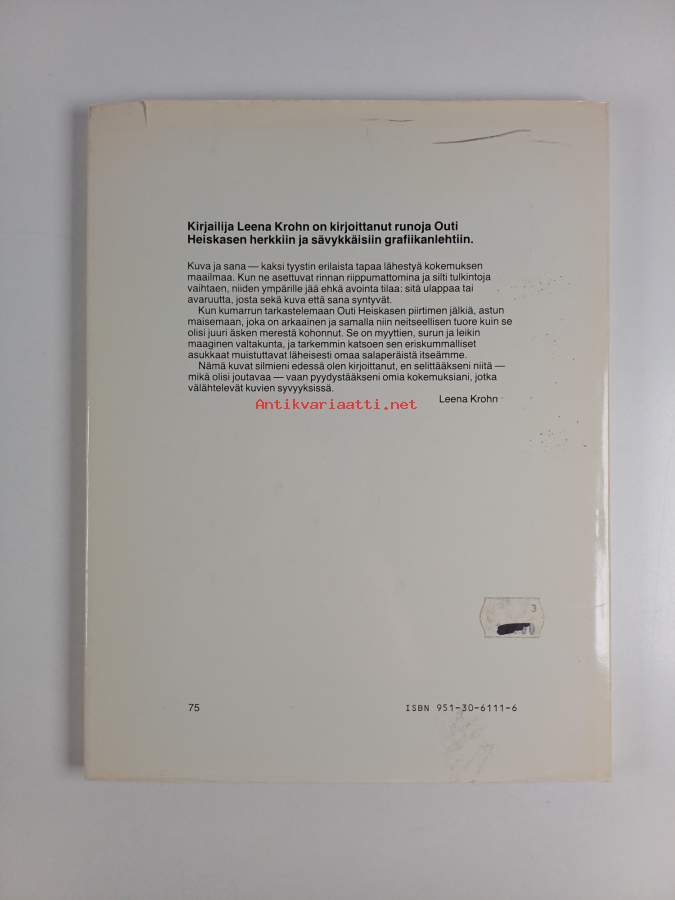 Kirjailija Leena Krohn on kirjoittanut runoja Outi
Heiskasen herkkiin ja sävykkäisiin grafiikanlehtiin.
Kuva ja sana — kaksi tyystin erilaista tapaa lähestyä kokemuksen
maailmaa. Kun ne asettuvat rinnan riippumattomina ja silti tulkintoja
vaihtaen, niiden ympärille jää ehkä avointa tilaa: sitä ulappaa tai
avaruutta, josta sekä kuva että sana syntyvät.
Kun kumarrun tarkastelemaan Outi Heiskasen piirtimen jälkiä, astun
maisemaan, joka on arkaainen ja samalla niin neitseellisen tuore kuin se
olisi juuri äsken merestä kohonnut. Se on myyttien, surun ja leikin
maaginen valtakunta, ja tarkemmin katsoen sen eriskummalliset
asukkaat muistuttavat läheisesti omaa salaperäistä itseämme.
Nämä kuvat silmieni edessä olen kirjoittanut, en selittääkseni niitä —
mikä olisi joutavaa — vaan pyydystääkseni omia kokemuksiani, jotka
välähtelevät kuvien syvyyksissä.
Antikvariaatti.net
Leena Krohn
3
75
ISBN 951-30-6111-6